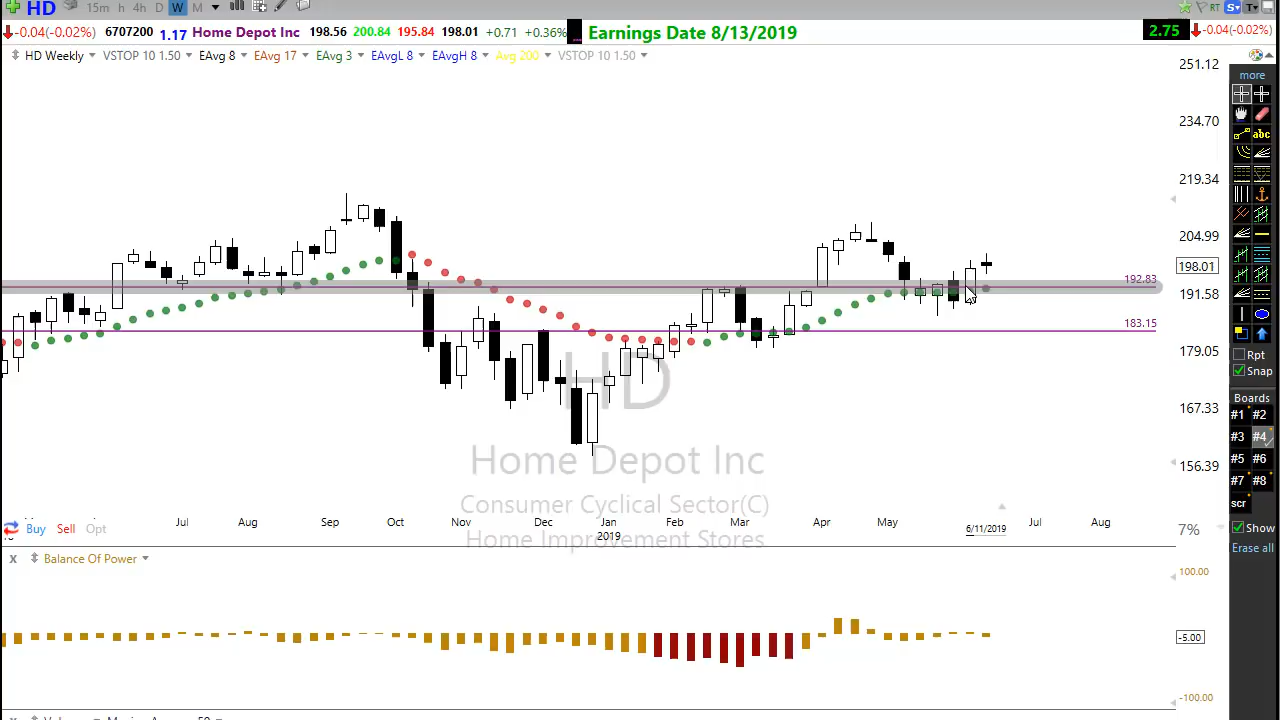 HD 15m h 4h D W M RT S T
-0.04(-0.02%) 6707200 1.17 Home Depot Inc 198.56 200.84 195.84 198.01 +0.71 +0.36% Earnings Date 8/13/2019 2.75 -0.04(-0.02%)
HD Weekly VSTOP 10 1.50 EAvg 8 EAvg 17 EAvg 3 EAvgL 8 EAvgH 8 Avg 200 VSTOP 10 1.50
251.12
234.70
219.34
204.99
198.01
191.58
179.05
167.33
156.39
192.83
183.15
HD
Home Depot Inc
Consumer Cyclical Sector(C)
Home Improvement Stores
Jul Aug Sep Oct Nov Dec Jan Feb Mar Apr May 6/11/2019 Jul Aug
2019
Buy Sell Opt
7%
Balance Of Power
100.00
-5.00
-100.00
more
abc
Rpt
Snap
Boards
#1 #2
#3 #4
#5 #6
#7 #8
scr
Show
Erase all